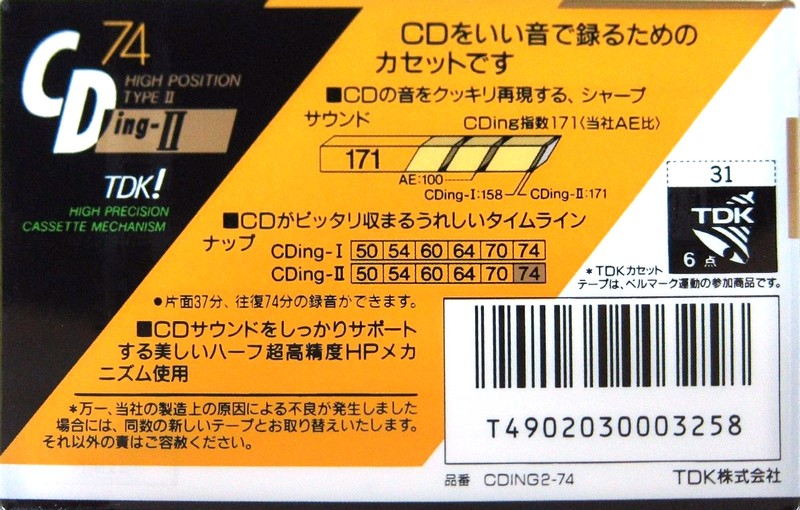 CD
74
HIGH POSITION
TYPE II
ing-II
TDK!
HIGH PRECISION
CASSETTE MECHANISM
CDをいい音で録るための
カセットです
■CDの音をクッキリ再現する、シャープ
サウンド
CDing指数171〈当社AE比〉
171
AE:100
CDing-I:158
CDing-II:171
■CDがピッタリ収まるうれしいタイムライン
ナップ
CDing-I 50 54 60 64 70 74
CDing-II 50 54 60 64 70 74
●片面37分、往復74分の録音ができます。
■CDサウンドをしっかりサポート
する美しいハーフ超高精度HPメカ
ニズム使用
*万一、当社の製造上の原因による不良が発生しました
場合には、同数の新しいテープとお取り替えいたします。
それ以外の責はご容赦ください。
31
TDK
6点
*TDKカセット
テープは、ベルマーク運動の参加商品です。
T4902030003258
品番 CDING2-74
TDK株式会社